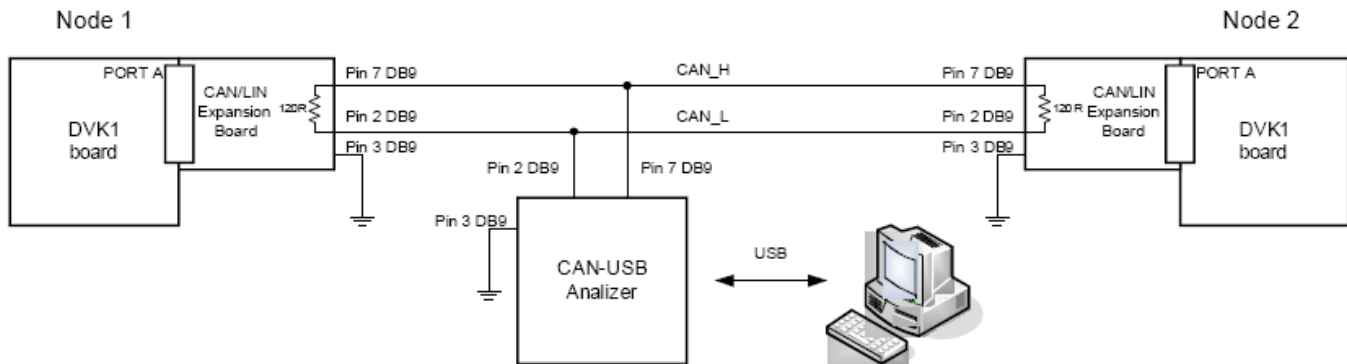 Node 1
Node 2
PORT A
Pin 7 DB9
CAN_H
Pin 7 DB9
PORT A
CAN/LIN
Expansion
Board
120R
120R
CAN/LIN
Expansion
Board
DVK1
board
Pin 2 DB9
CAN_L
Pin 2 DB9
DVK1
board
Pin 3 DB9
Pin 3 DB9
Pin 2 DB9
Pin 7 DB9
Pin 3 DB9
CAN-USB
Analizer
USB